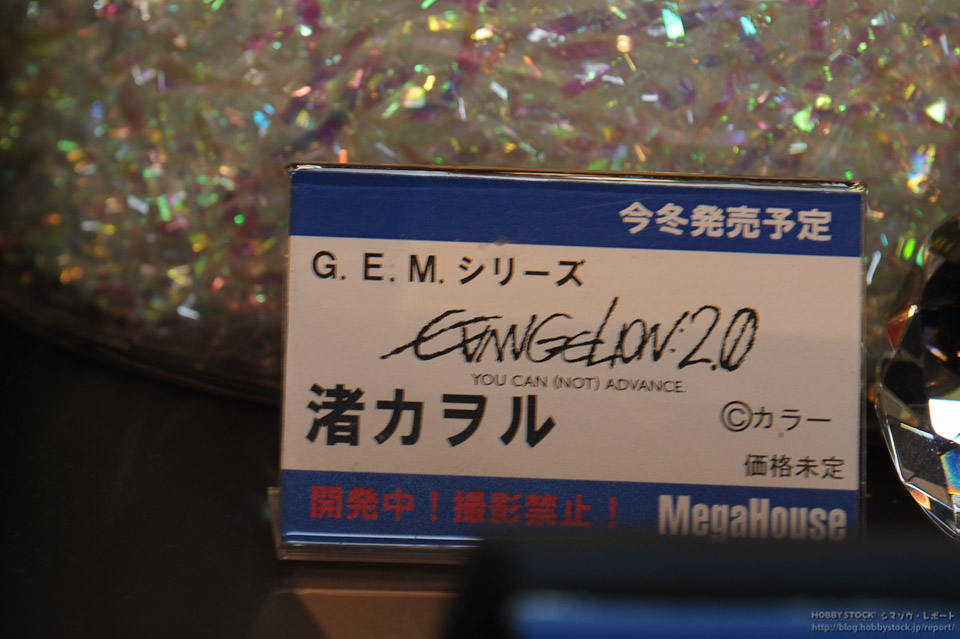 今冬発売予定
G.E.M.シリーズ
EVANGELION:2.0
YOU CAN (NOT) ADVANCE.
渚カヲル
©カラー
価格未定
開発中！撮影禁止！
MegaHouse
HOBBY STOCK シマゾウ・レポート
http://blog.hobbystock.jp/report/